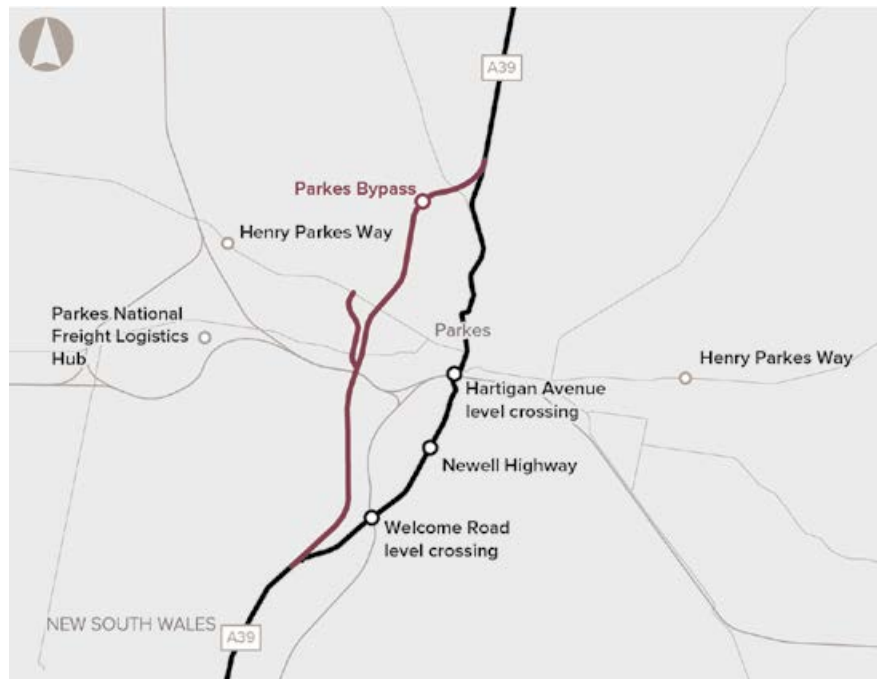 A39
Parkes Bypass
Henry Parkes Way
Parkes National
Freight Logistics
Hub
Parkes
Henry Parkes Way
Hartigan Avenue
level crossing
Newell Highway
Welcome Road
level crossing
NEW SOUTH WALES
A39